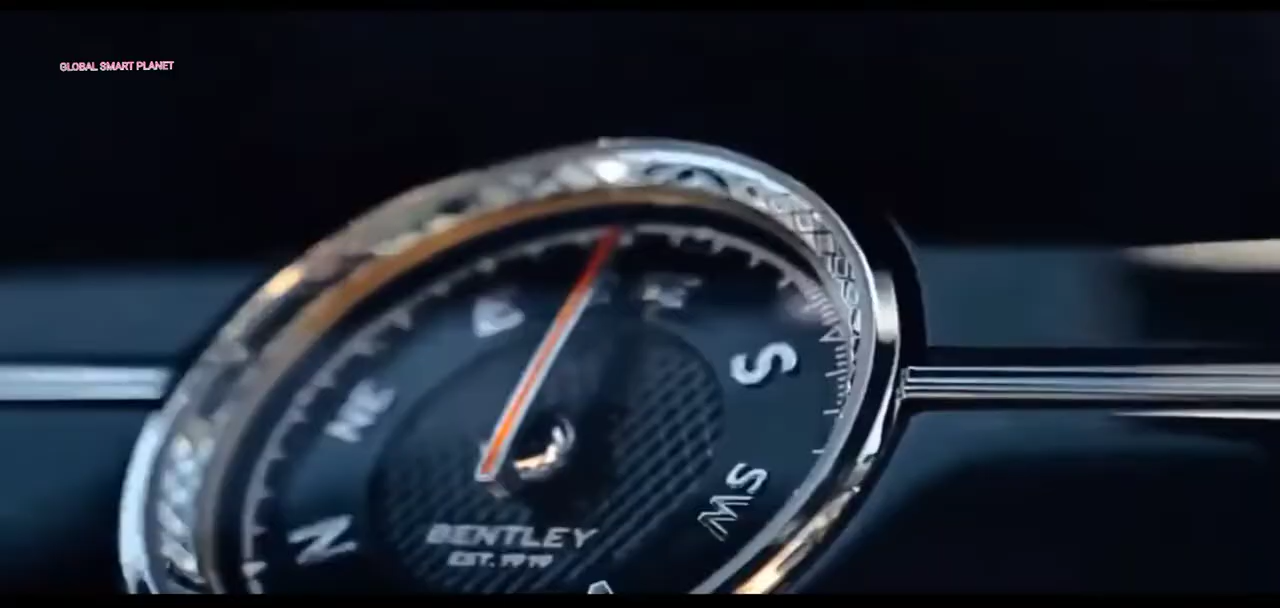 GLOBAL SMART PLANET
E
S
NE
SW
N
BENTLEY
EST. 1919